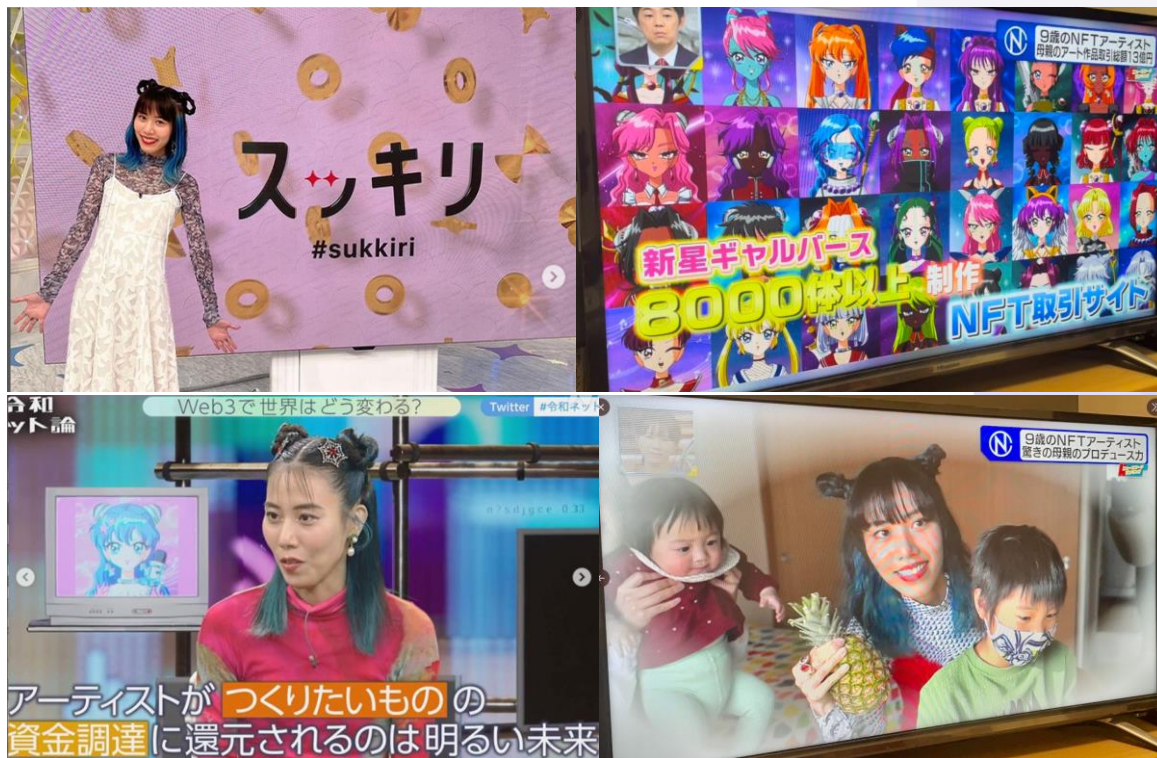 スッキリ
#sukkiri
9歳のNFTアーティスト
母親のアート作品取引総額13億円
新星ギャルバース
8000体以上 制作
NFT取引サイト
令和
ット論
Web3で世界はどう変わる?
Twitter #令和ネット
アーティストが つくりたいもの の
資金調達に還元されるのは明るい未来
9歳のNFTアーティスト
驚きの母親のプロデュース力